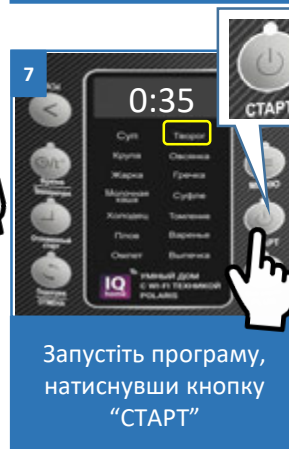 7
0:35
СТАРТ
Суп Творог
Крупа Овсянка
Жарка Гречка
Молочная каша Суфле
Холодец Томление
Плов Варенье
Омлет Выпечка
IQ home
УМНЫЙ ДОМ
С WI-FI ТЕХНИКОЙ
POLARIS
Запустіть програму,
натиснувши кнопку
“СТАРТ”